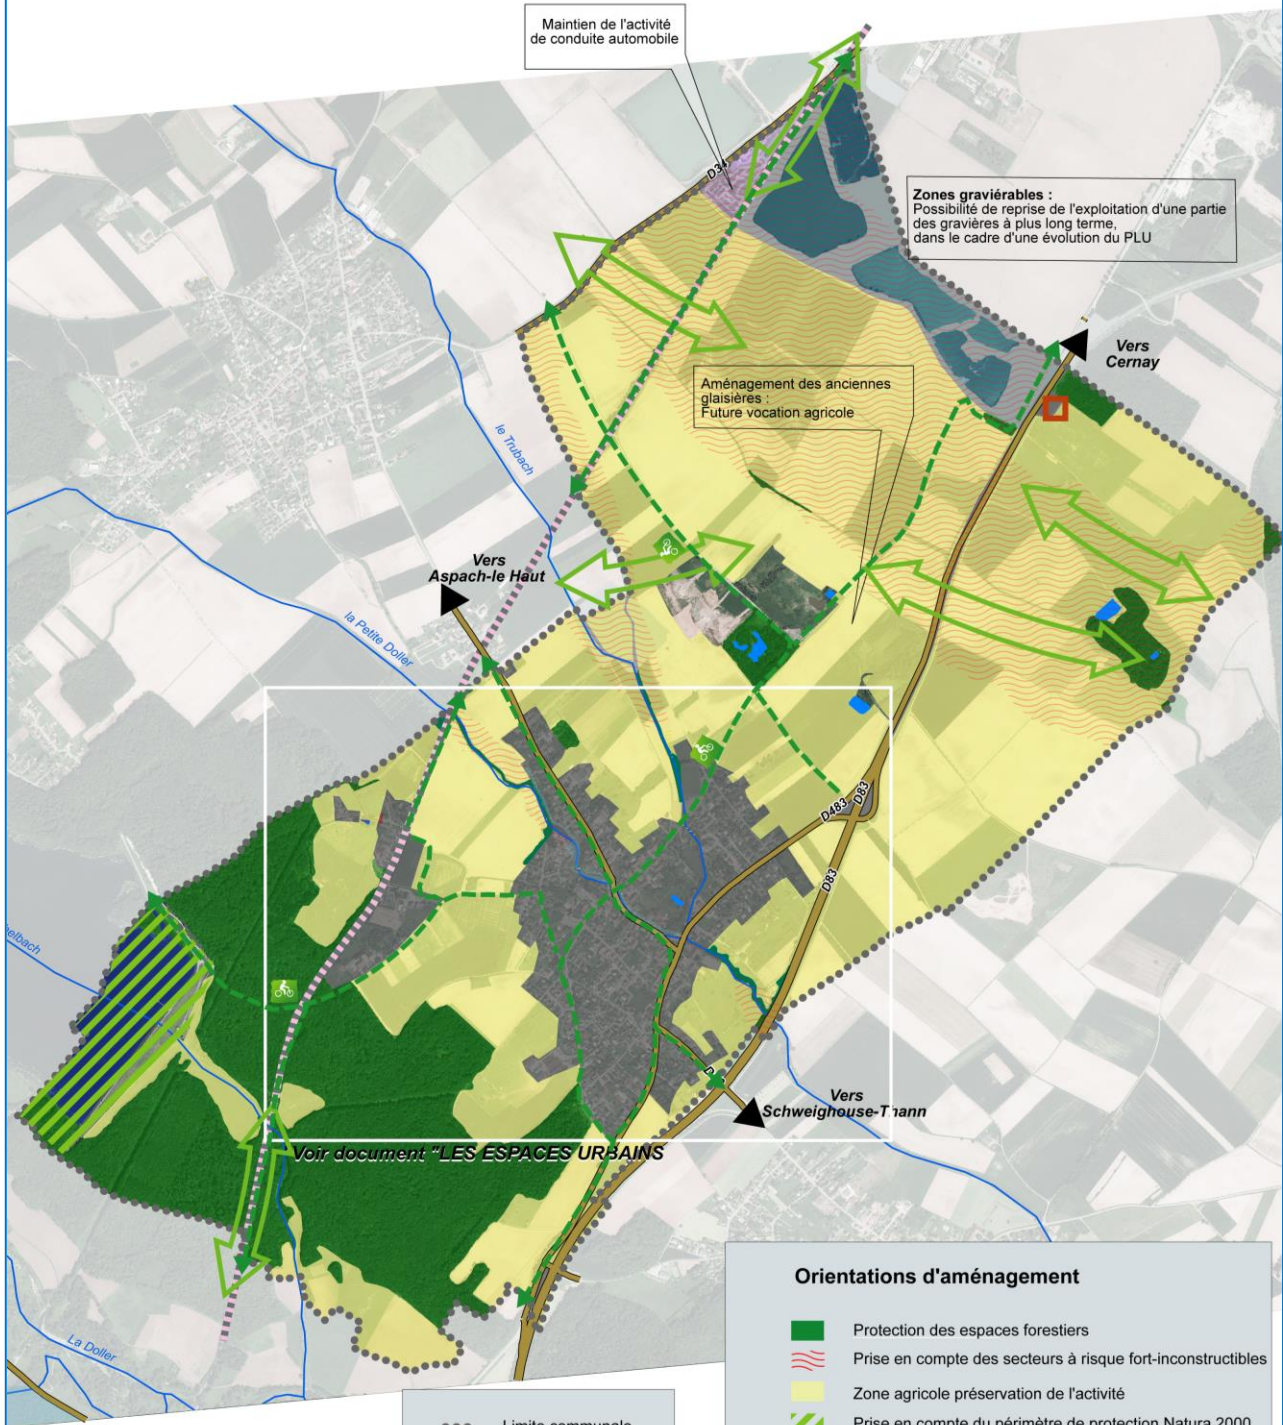 Maintien de l'activité
de conduite automobile
D34
Zones graviérables :
Possibilité de reprise de l'exploitation d'une partie
des gravières à plus long terme,
dans le cadre d'une évolution du PLU
Vers
Cernay
Aménagement des anciennes
glaisières :
Future vocation agricole
le Trubach
Vers
Aspach-le Haut
la Petite Doller
D483
D83
D83
elbach
Vers
Schweighouse-Thann
Voir document "LES ESPACES URBAINS
La Doller
Orientations d'aménagement
Protection des espaces forestiers
Prise en compte des secteurs à risque fort-inconstructibles
Zone agricole préservation de l'activité
Prise en compte du périmètre de protection Natura 2000
Limite communale